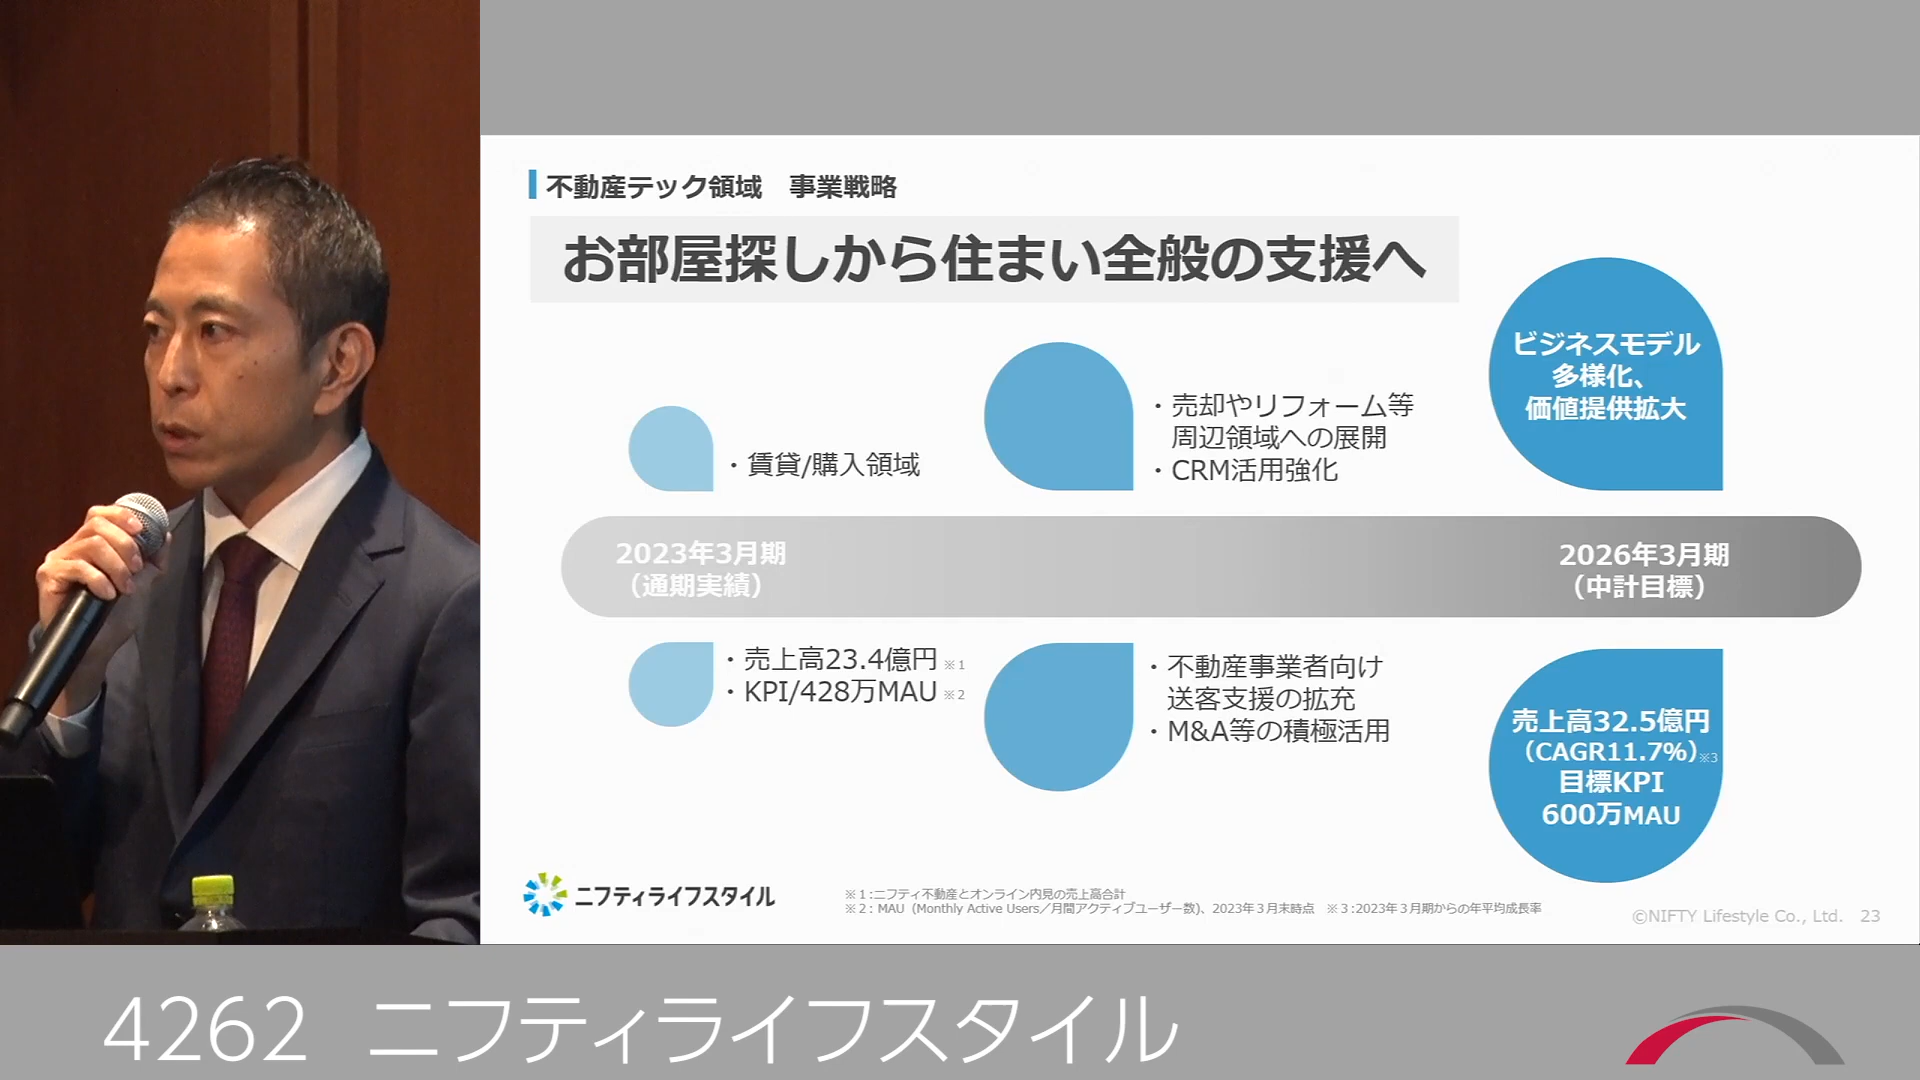 不動産テック領域　事業戦略
お部屋探しから住まい全般の支援へ
・賃貸/購入領域
・売却やリフォーム等
周辺領域への展開
・CRM活用強化
ビジネスモデル
多様化、
価値提供拡大
2023年3月期
（通期実績）
2026年3月期
（中計目標）
・売上高23.4億円 ※1
・KPI/428万MAU ※2
・不動産事業者向け
送客支援の拡充
・M&A等の積極活用
売上高32.5億円
（CAGR11.7%）※3
目標KPI
600万MAU
ニフティライフスタイル
※1:ニフティ不動産とオンライン内見の売上高合計
※2：MAU（Monthly Active Users／月間アクティブユーザー数）、2023年3月末時点　※3:2023年3月期からの年平均成長率
©NIFTY Lifestyle Co., Ltd. 23
4262 ニフティライフスタイル